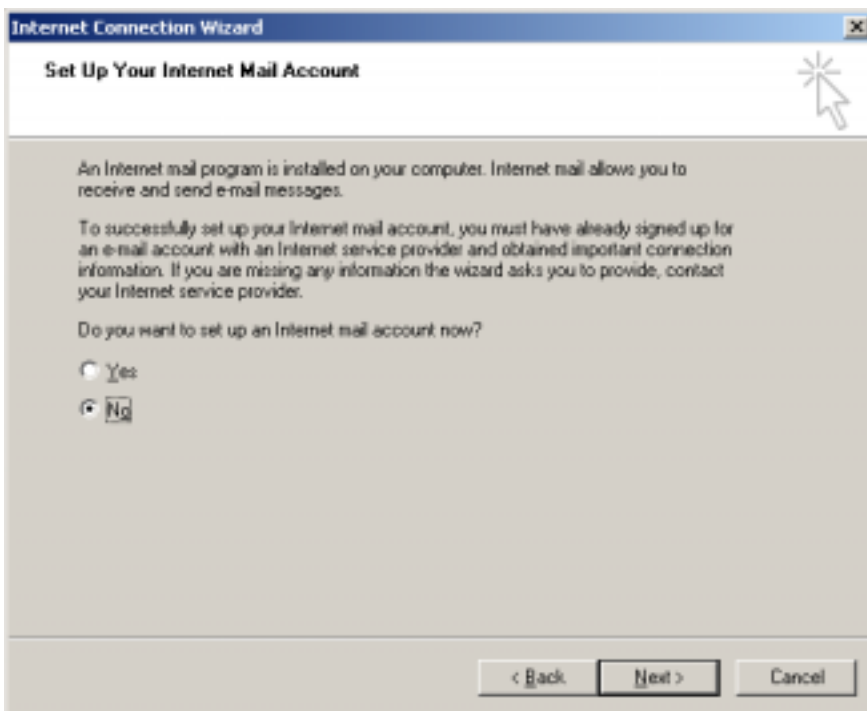 Internet Connection Wizard
Set Up Your Internet Mail Account
An Internet mail program is installed on your computer. Internet mail allows you to
receive and send e-mail messages.
To successfully set up your Internet mail account, you must have already signed up for
an e-mail account with an Internet service provider and obtained important connection
information. If you are missing any information the wizard asks you to provide, contact
your Internet service provider.
Do you want to set up an Internet mail account now?
Yes
No
< Back
Next >
Cancel